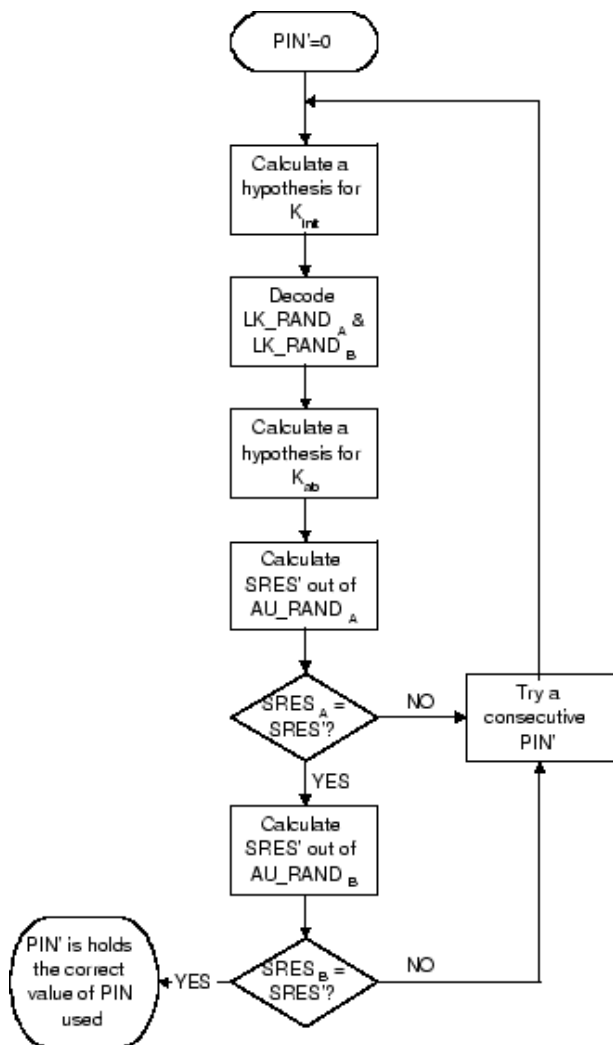 PIN'=0
Calculate a
hypothesis for
K_init
Decode
LK_RAND_A &
LK_RAND_B
Calculate a
hypothesis for
K_ab
Calculate
SRES' out of
AU_RAND_A
SRES_A =
SRES'?
NO
Try a
consecutive
PIN'
YES
Calculate
SRES' out of
AU_RAND_B
SRES_B =
SRES'?
NO
YES
PIN' is holds
the correct
value of PIN
used